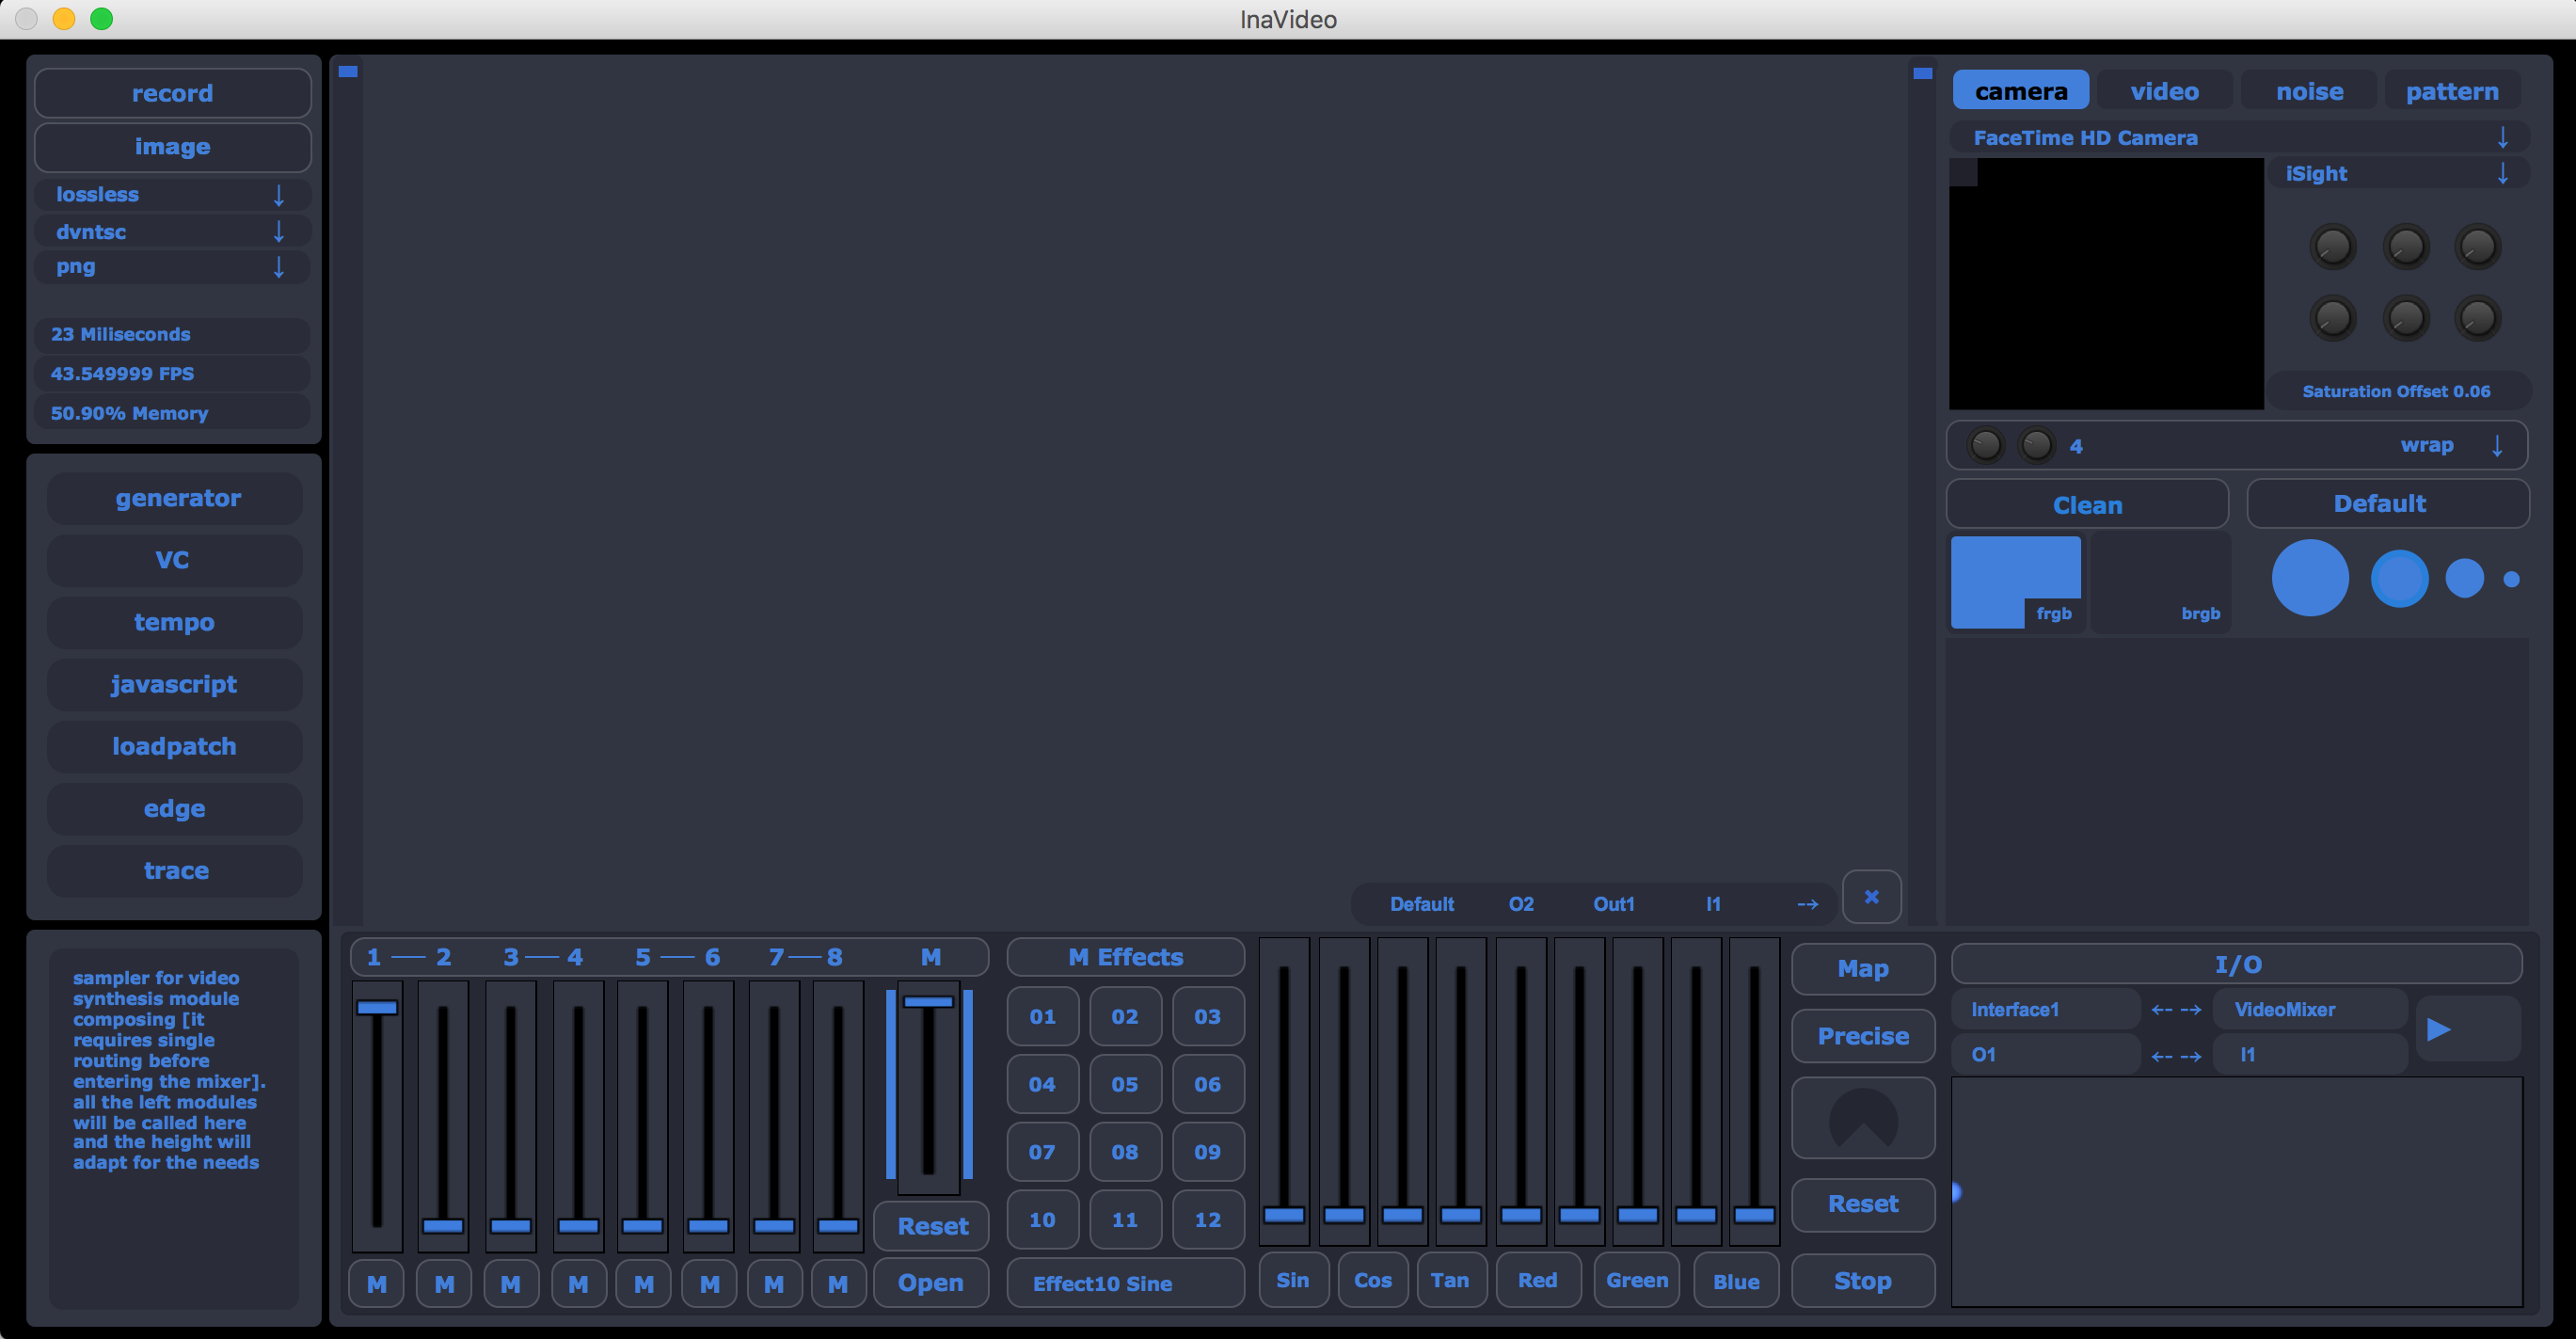 InaVideo
record
image
lossless ↓
dvntsc ↓
png ↓
23 Miliseconds
43.549999 FPS
50.90% Memory
generator
VC
tempo
javascript
loadpatch
edge
trace
sampler for video
synthesis module
composing [it
requires single
routing before
entering the mixer].
all the left modules
will be called here
and the height will
adapt for the needs
Default O2 Out1 I1 -->
×
1 — 2 3 — 4 5 — 6 7 — 8 M
M M M M M M M M
Reset
Open
M Effects
01 02 03
04 05 06
07 08 09
10 11 12
Effect10 Sine
Sin Cos Tan Red Green Blue
Map
Precise
Reset
Stop
camera video noise pattern
FaceTime HD Camera ↓
iSight ↓
Saturation Offset 0.06
4 wrap ↓
Clean Default
frgb brgb
I/O
Interface1 <-- --> VideoMixer
O1 <-- --> I1